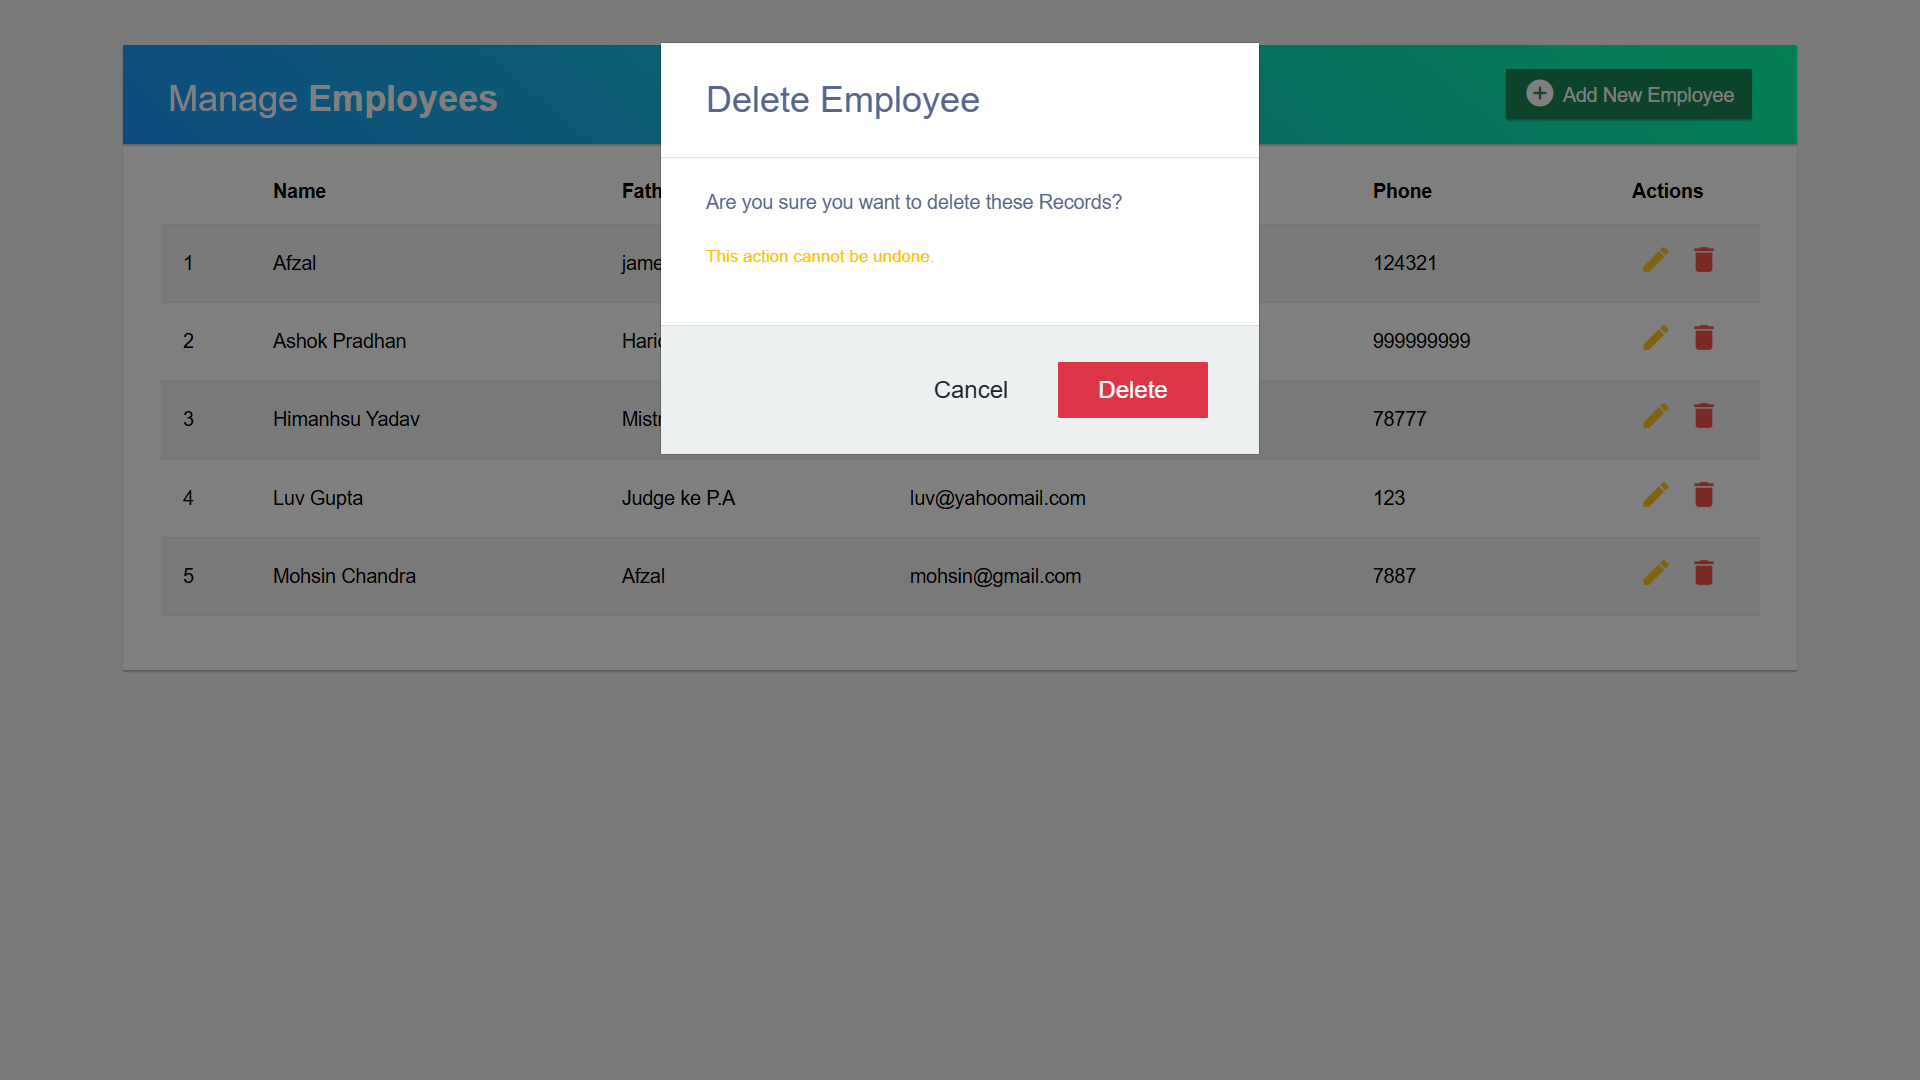 Manage Employees
Delete Employee
Add New Employee
Are you sure you want to delete these Records?
This action cannot be undone.
Cancel Delete
Name Fath Phone Actions
1 Afzal jame 124321
2 Ashok Pradhan Hari 999999999
3 Himanhsu Yadav Mist 78777
4 Luv Gupta Judge ke P.A luv@yahoomail.com 123
5 Mohsin Chandra Afzal mohsin@gmail.com 7887